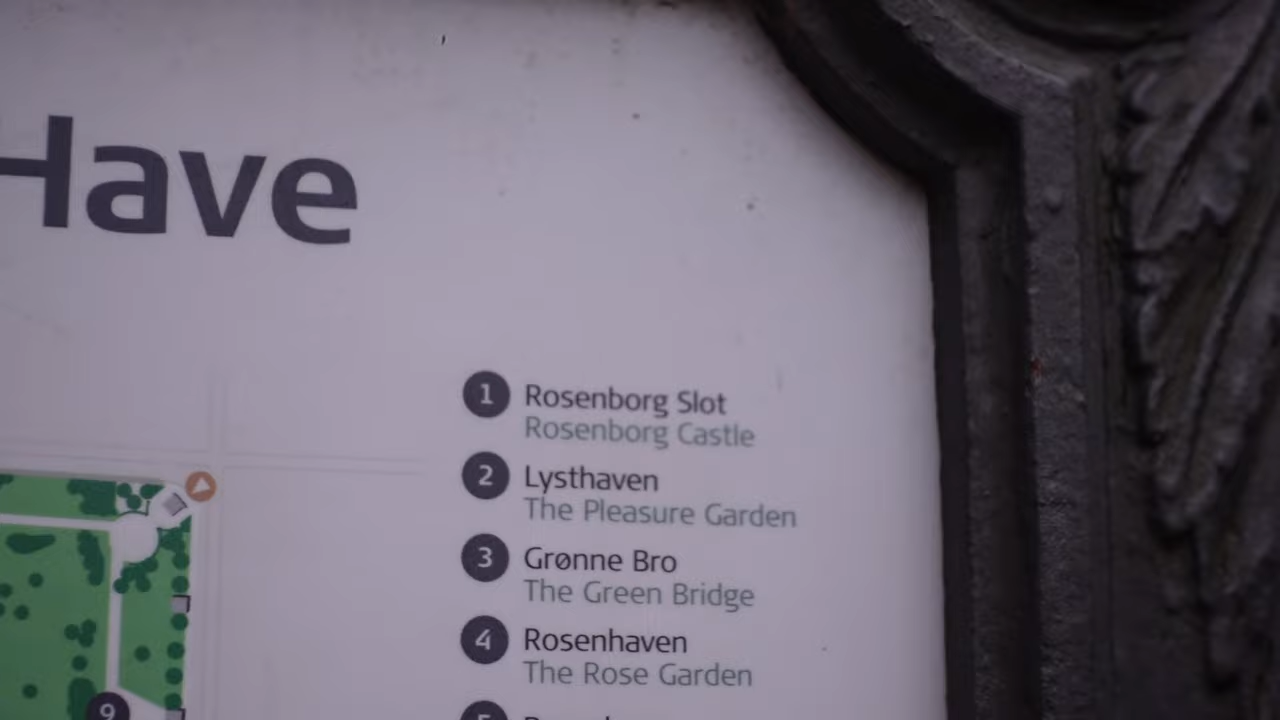 Have
1 Rosenborg Slot
Rosenborg Castle
2 Lysthaven
The Pleasure Garden
3 Grønne Bro
The Green Bridge
4 Rosenhaven
The Rose Garden
5
9